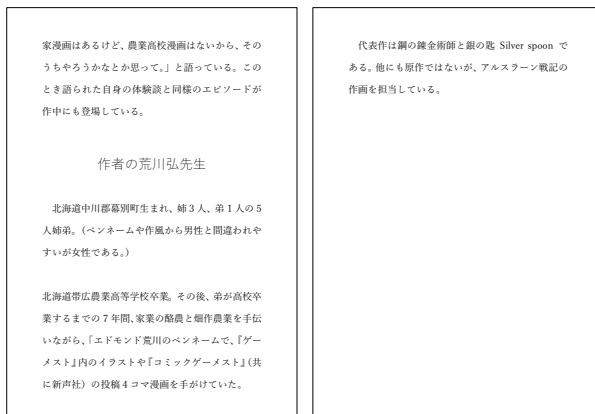 家漫画はあるけど、農業高校漫画はないから、その
うちやろうかなとか思って。」と語っている。この
とき語られた自身の体験談と同様のエピソードが
作中にも登場している。
作者の荒川弘先生
北海道中川郡幕別町生まれ、姉３人、弟１人の５
人姉弟。（ペンネームや作風から男性と間違われや
すいが女性である。）
北海道帯広農業高等学校卒業。その後、弟が高校卒
業するまでの７年間、家業の酪農と畑作農業を手伝
いながら、「エドモンド荒川のペンネームで、『ゲー
メスト』内のイラストや『コミックゲーメスト』（共
に新声社）の投稿４コマ漫画を手がけていた。
代表作は鋼の錬金術師と銀の匙 Silver spoon で
ある。他にも原作ではないが、アルスラーン戦記の
作画を担当している。